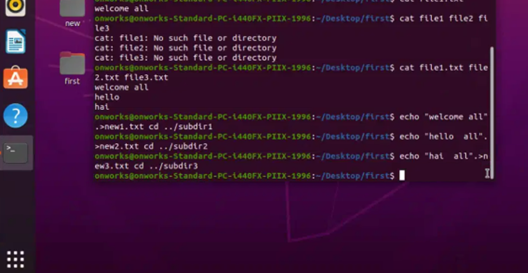 new
first
welcome all
onworks@onworks-Standard-PC-i440FX-PIIX-1996:~/Desktop/first$ cat file1 file2 fi
le3
cat: file1: No such file or directory
cat: file2: No such file or directory
cat: file3: No such file or directory
onworks@onworks-Standard-PC-i440FX-PIIX-1996:~/Desktop/first$ cat file1.txt file
2.txt file3.txt
welcome all
hello
hai
onworks@onworks-Standard-PC-i440FX-PIIX-1996:~/Desktop/first$ echo "welcome all"
.>new1.txt cd ../subdir1
onworks@onworks-Standard-PC-i440FX-PIIX-1996:~/Desktop/first$ echo "hello  all".
>new2.txt cd ../subdir2
onworks@onworks-Standard-PC-i440FX-PIIX-1996:~/Desktop/first$ echo "hai  all".>n
ew3.txt cd ../subdir3
onworks@onworks-Standard-PC-i440FX-PIIX-1996:~/Desktop/first$